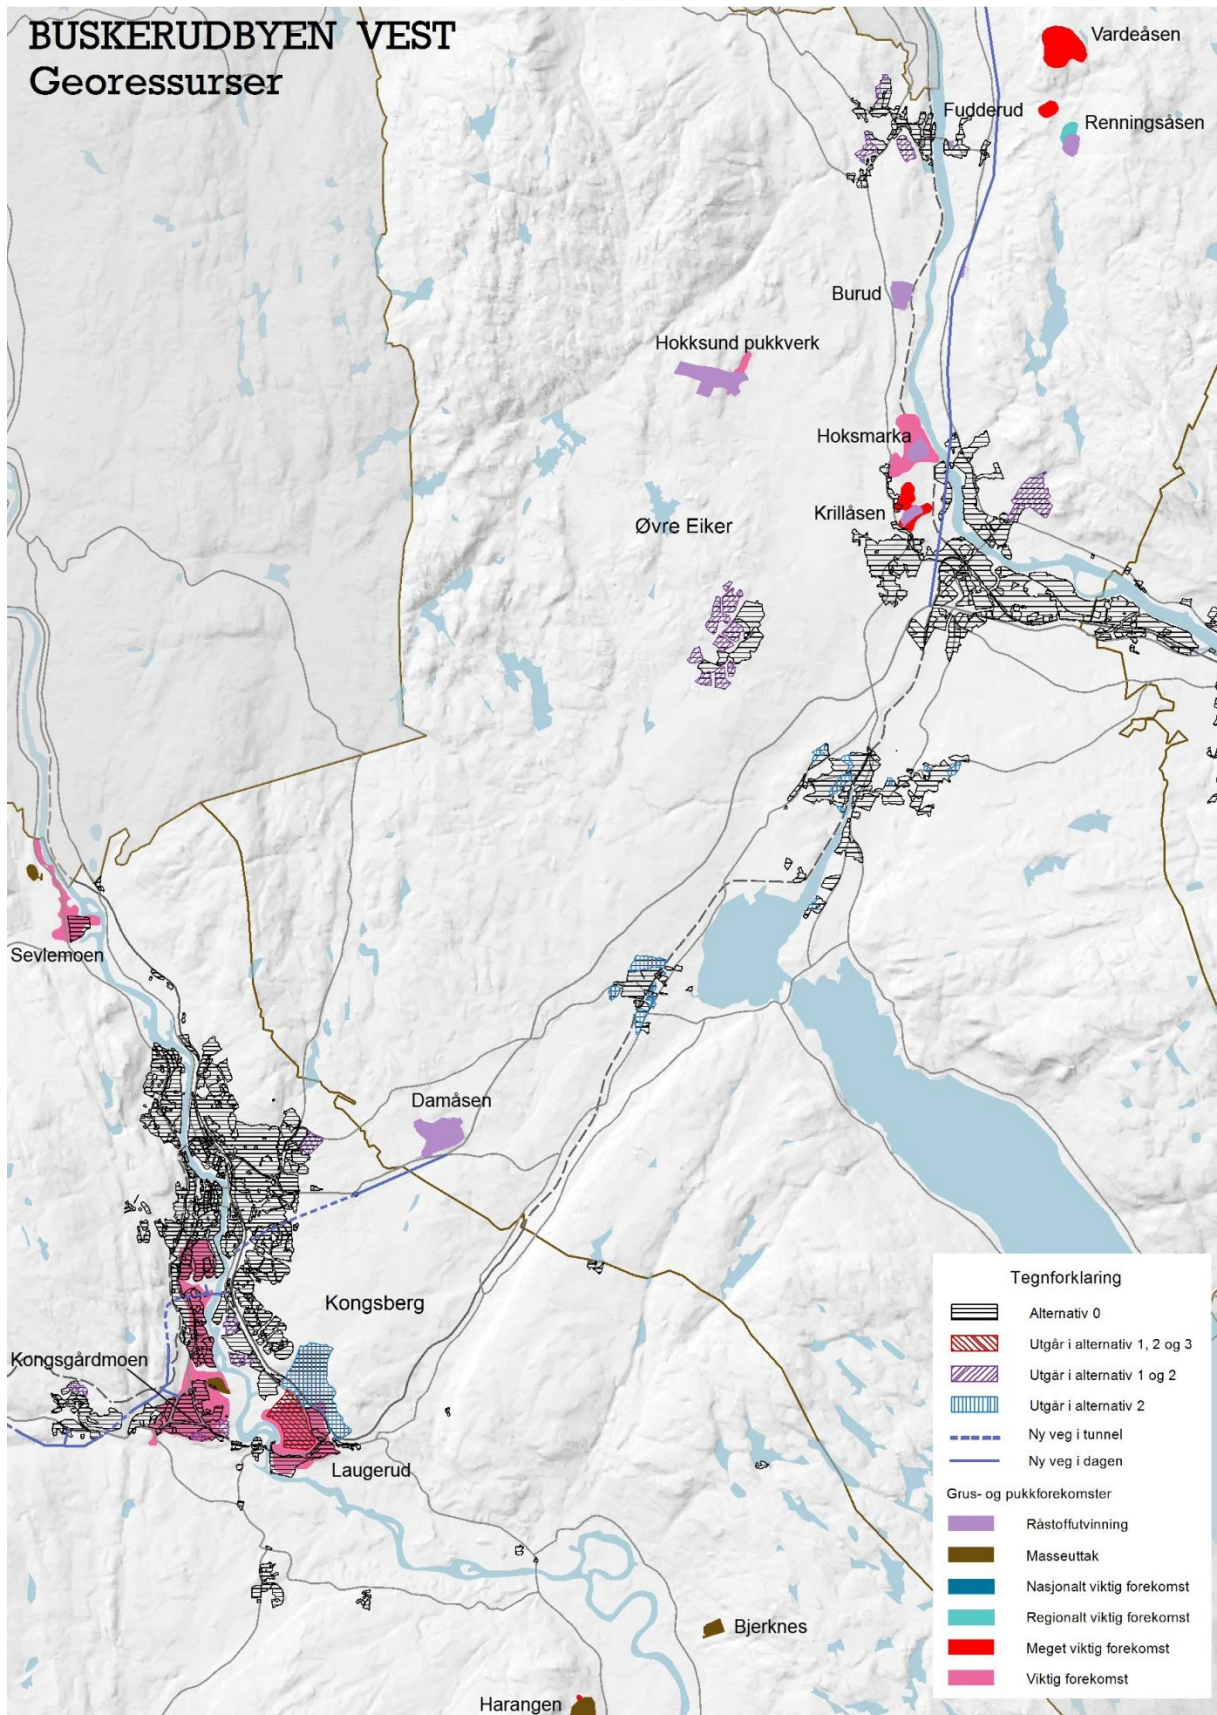 BUSKERUDBYEN VEST
Georessurser
Vardeåsen
Fudderud
Renningsåsen
Burud
Hokksund pukkverk
Hoksmarka
Krillåsen
Øvre Eiker
Sevlemoen
Damåsen
Kongsberg
Kongsgårdmoen
Laugerud
Bjerknes
Harangen
Tegnforklaring
Alternativ 0
Utgår i alternativ 1, 2 og 3
Utgår i alternativ 1 og 2
Utgår i alternativ 2
Ny veg i tunnel
Ny veg i dagen
Grus- og pukkforekomster
Råstoffutvinning
Masseuttak
Nasjonalt viktig forekomst
Regionalt viktig forekomst
Meget viktig forekomst
Viktig forekomst